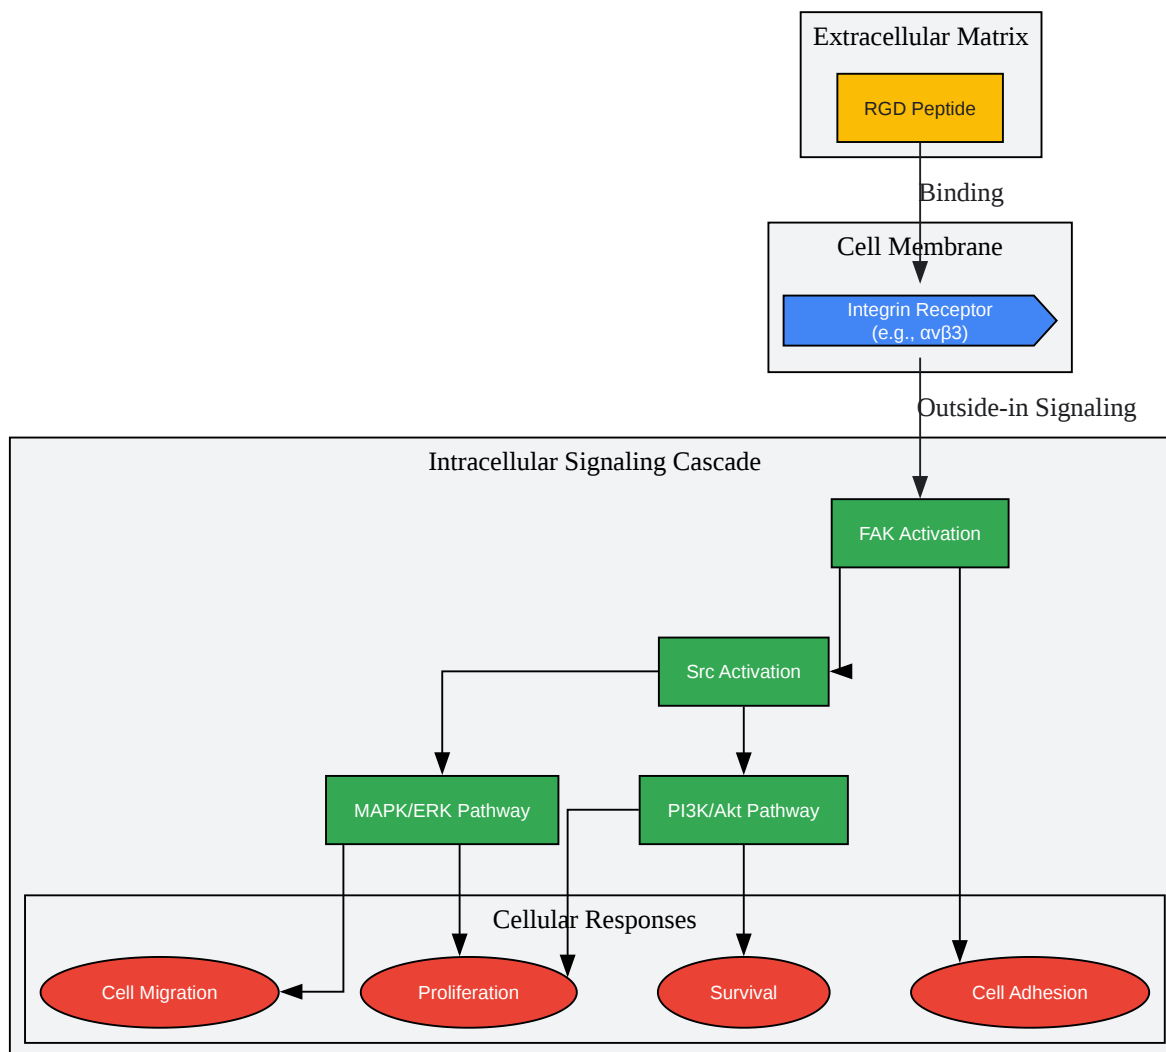 Extracellular Matrix
RGD Peptide
Binding
Cell Membrane
Integrin Receptor
(e.g., αvβ3)
Outside-in Signaling
Intracellular Signaling Cascade
FAK Activation
Src Activation
MAPK/ERK Pathway
PI3K/Akt Pathway
Cellular Responses
Cell Migration
Proliferation
Survival
Cell Adhesion